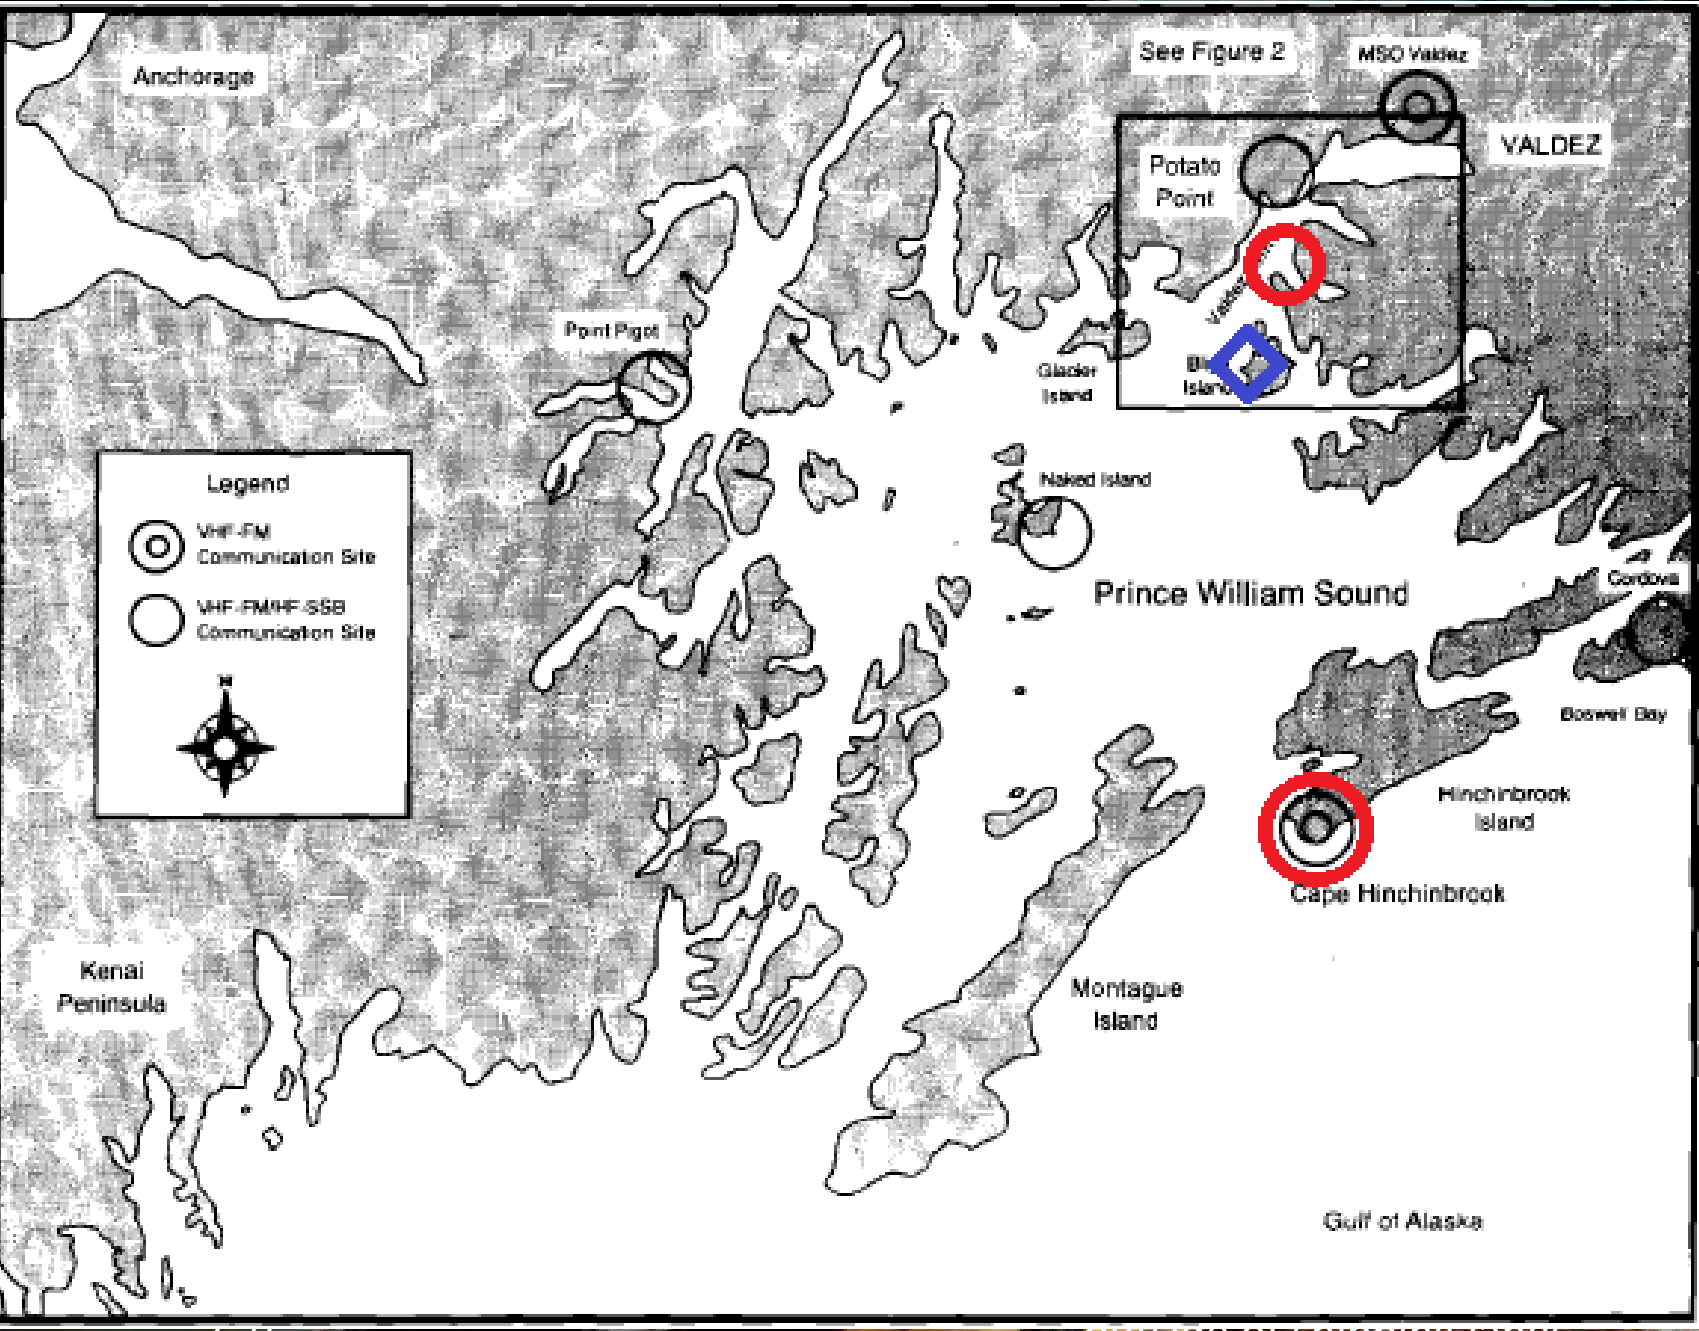 Anchorage
See Figure 2
MSO Valdez
VALDEZ
Potato
Point
Point Pigot
Glacier
Island
Island
Legend
VHF-FM
Communication Site
VHF-FM/HF-SSB
Communication Site
N
Naked Island
Prince William Sound
Cordova
Boswell Bay
Hinchinbrook
Island
Cape Hinchinbrook
Kenai
Peninsula
Montague
Island
Gulf of Alaska